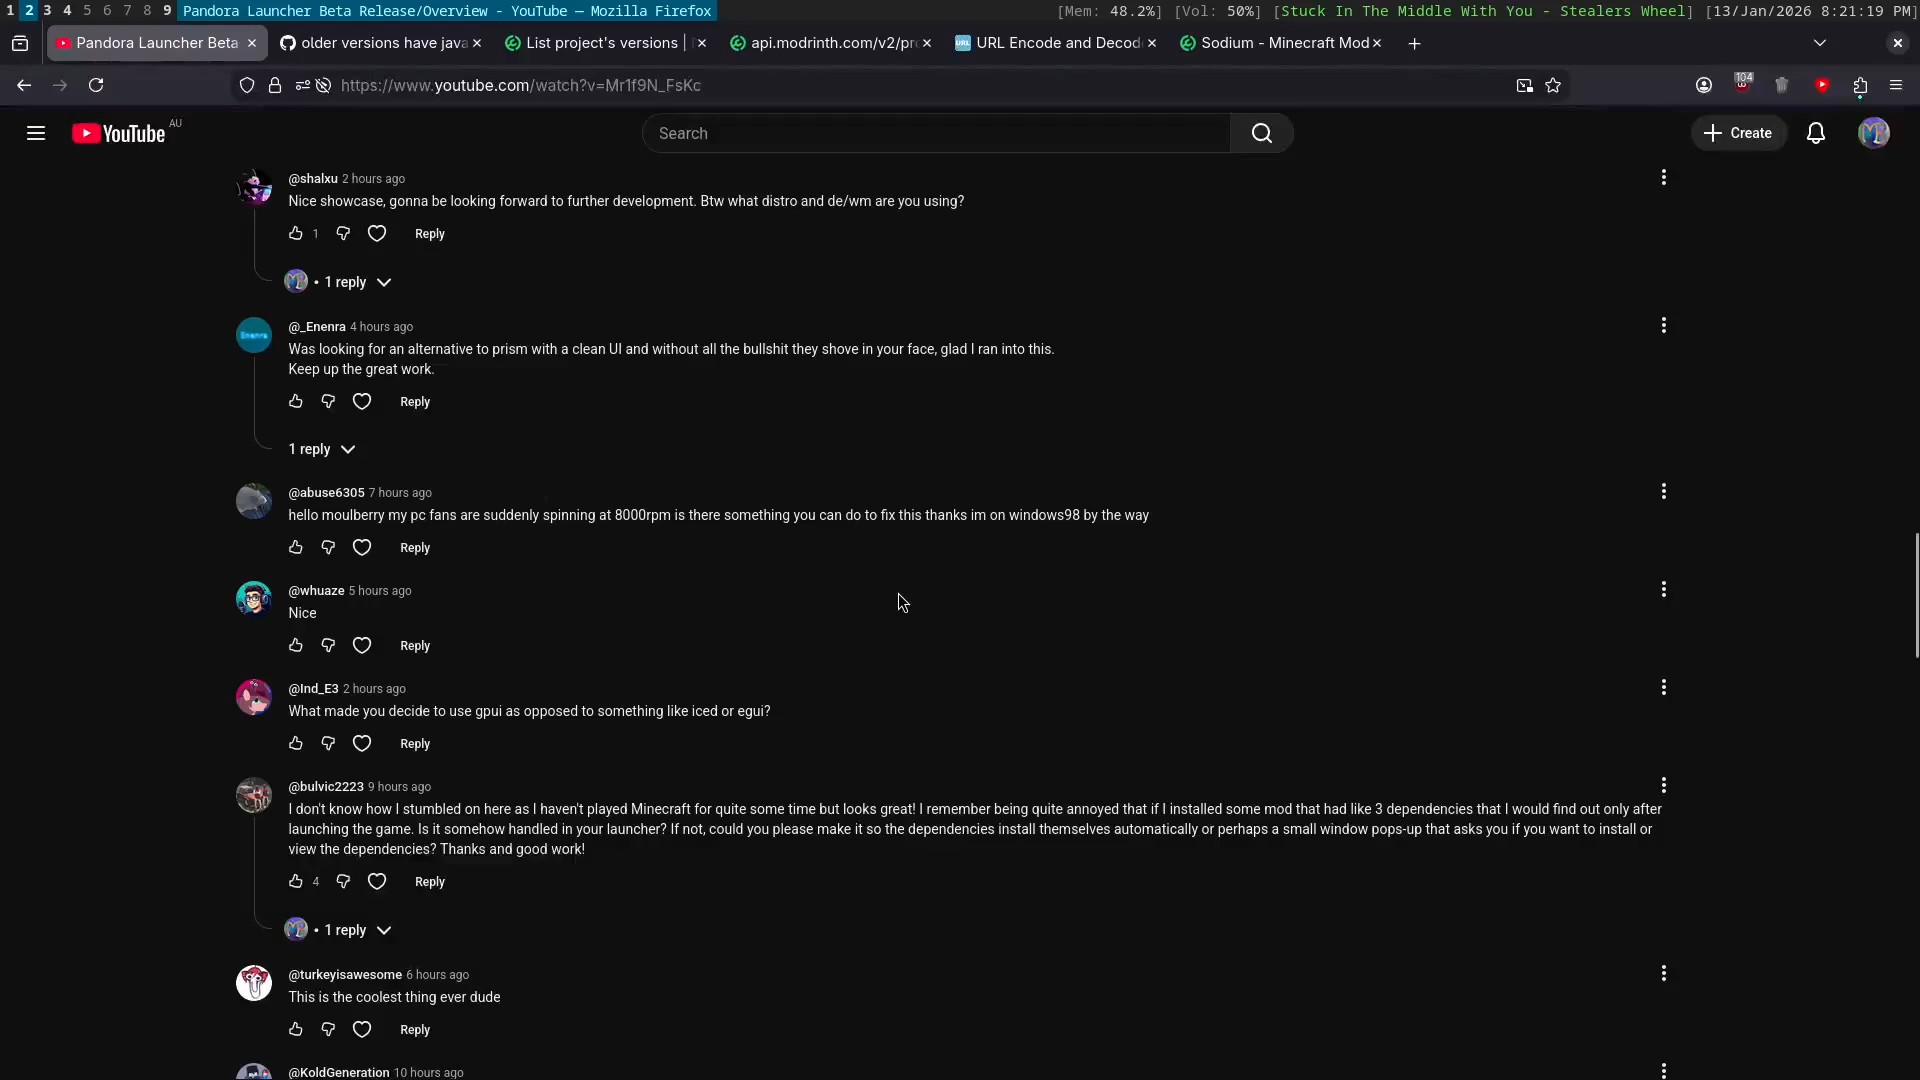 1 2 3 4 5 6 7 8 9 Pandora Launcher Beta Release/Overview - YouTube — Mozilla Firefox [Mem: 48.2%] [Vol: 50%] [Stuck In The Middle With You - Stealers Wheel] [13/Jan/2026 8:21:19 PM]
Pandora Launcher Beta older versions have java List project's versions | api.modrinth.com/v2/pr URL Encode and Decod Sodium - Minecraft Mod
https://www.youtube.com/watch?v=Mr1f9N_FsKc 104
YouTube AU Search Create
@shalxu 2 hours ago
Nice showcase, gonna be looking forward to further development. Btw what distro and de/wm are you using?
1 Reply
• 1 reply
@_Enenra 4 hours ago
Enenra
Was looking for an alternative to prism with a clean UI and without all the bullshit they shove in your face, glad I ran into this.
Keep up the great work.
Reply
1 reply
@abuse6305 7 hours ago
hello moulberry my pc fans are suddenly spinning at 8000rpm is there something you can do to fix this thanks im on windows98 by the way
Reply
@whuaze 5 hours ago
Nice
Reply
@Ind_E3 2 hours ago
What made you decide to use gpui as opposed to something like iced or egui?
Reply
@bulvic2223 9 hours ago
I don't know how I stumbled on here as I haven't played Minecraft for quite some time but looks great! I remember being quite annoyed that if I installed some mod that had like 3 dependencies that I would find out only after
launching the game. Is it somehow handled in your launcher? If not, could you please make it so the dependencies install themselves automatically or perhaps a small window pops-up that asks you if you want to install or
view the dependencies? Thanks and good work!
4 Reply
• 1 reply
@turkeyisawesome 6 hours ago
This is the coolest thing ever dude
Reply
@KoldGeneration 10 hours ago